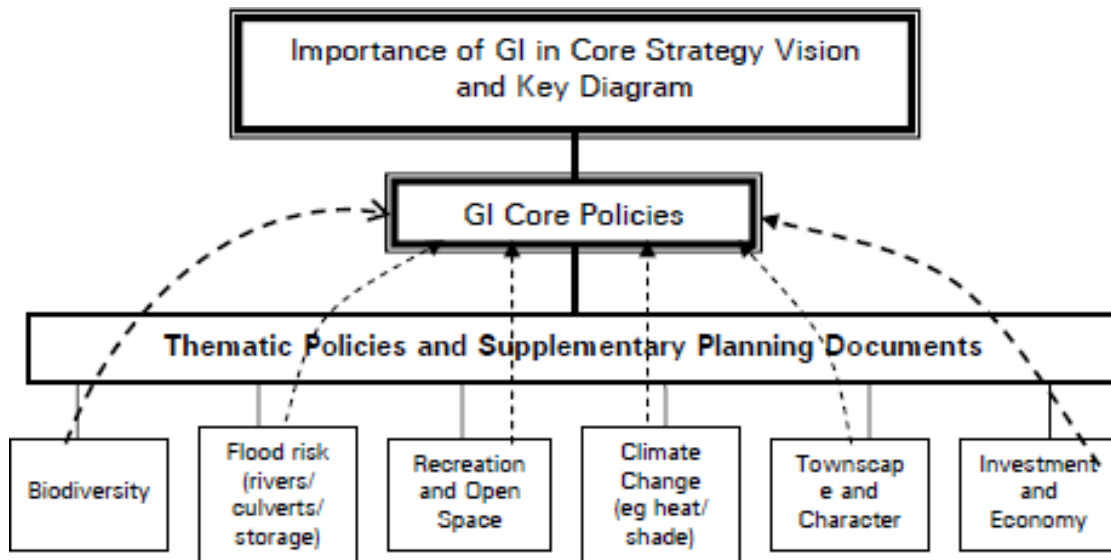 Importance of GI in Core Strategy Vision
and Key Diagram
GI Core Policies
Thematic Policies and Supplementary Planning Documents
Biodiversity
Flood risk
(rivers/
culverts/
storage)
Recreation
and Open
Space
Climate
Change
(eg heat/
shade)
Townscap
e and
Character
Investment
and
Economy